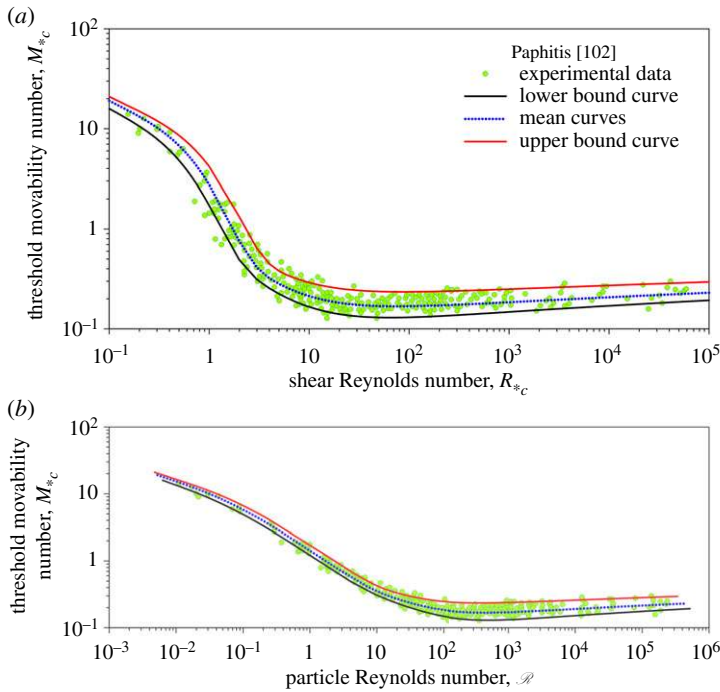 (a)
10²
10
1
10⁻¹
threshold movability number, M*c
Paphitis [102]
experimental data
lower bound curve
mean curves
upper bound curve
10⁻¹ 1 10 10² 10³ 10⁴ 10⁵
shear Reynolds number, R*c
(b)
10²
10
1
10⁻¹
threshold movability
number, M*c
10⁻³ 10⁻² 10⁻¹ 1 10 10² 10³ 10⁴ 10⁵ 10⁶
particle Reynolds number, ℛ